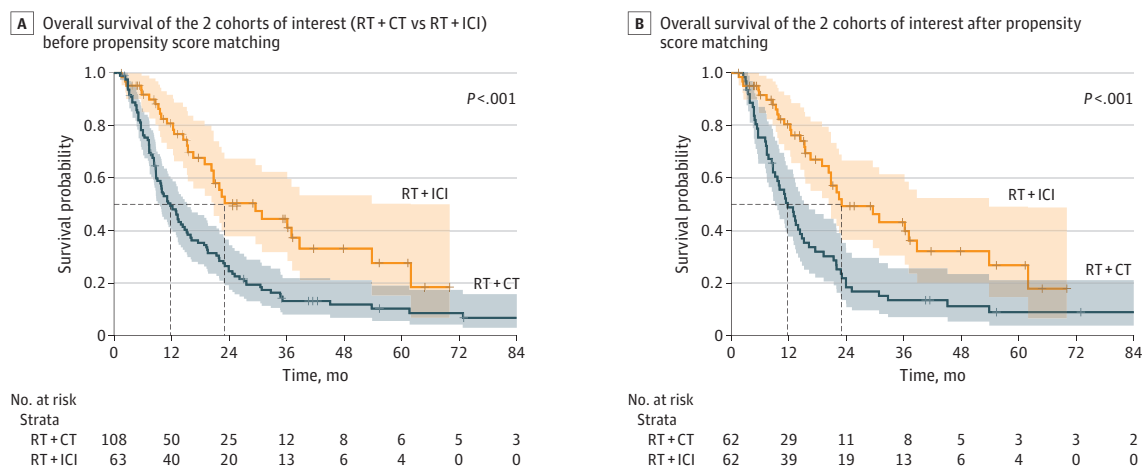 A Overall survival of the 2 cohorts of interest (RT + CT vs RT + ICI)
before propensity score matching
1.0
0.8
0.6
0.4
0.2
0
Survival probability
P <.001
RT + ICI
RT + CT
0 12 24 36 48 60 72 84
Time, mo
No. at risk
Strata
RT + CT 108 50 25 12 8 6 5 3
RT + ICI 63 40 20 13 6 4 0 0
B Overall survival of the 2 cohorts of interest after propensity
score matching
1.0
0.8
0.6
0.4
0.2
0
Survival probability
P <.001
RT + ICI
RT + CT
0 12 24 36 48 60 72 84
Time, mo
No. at risk
Strata
RT + CT 62 29 11 8 5 3 3 2
RT + ICI 62 39 19 13 6 4 0 0